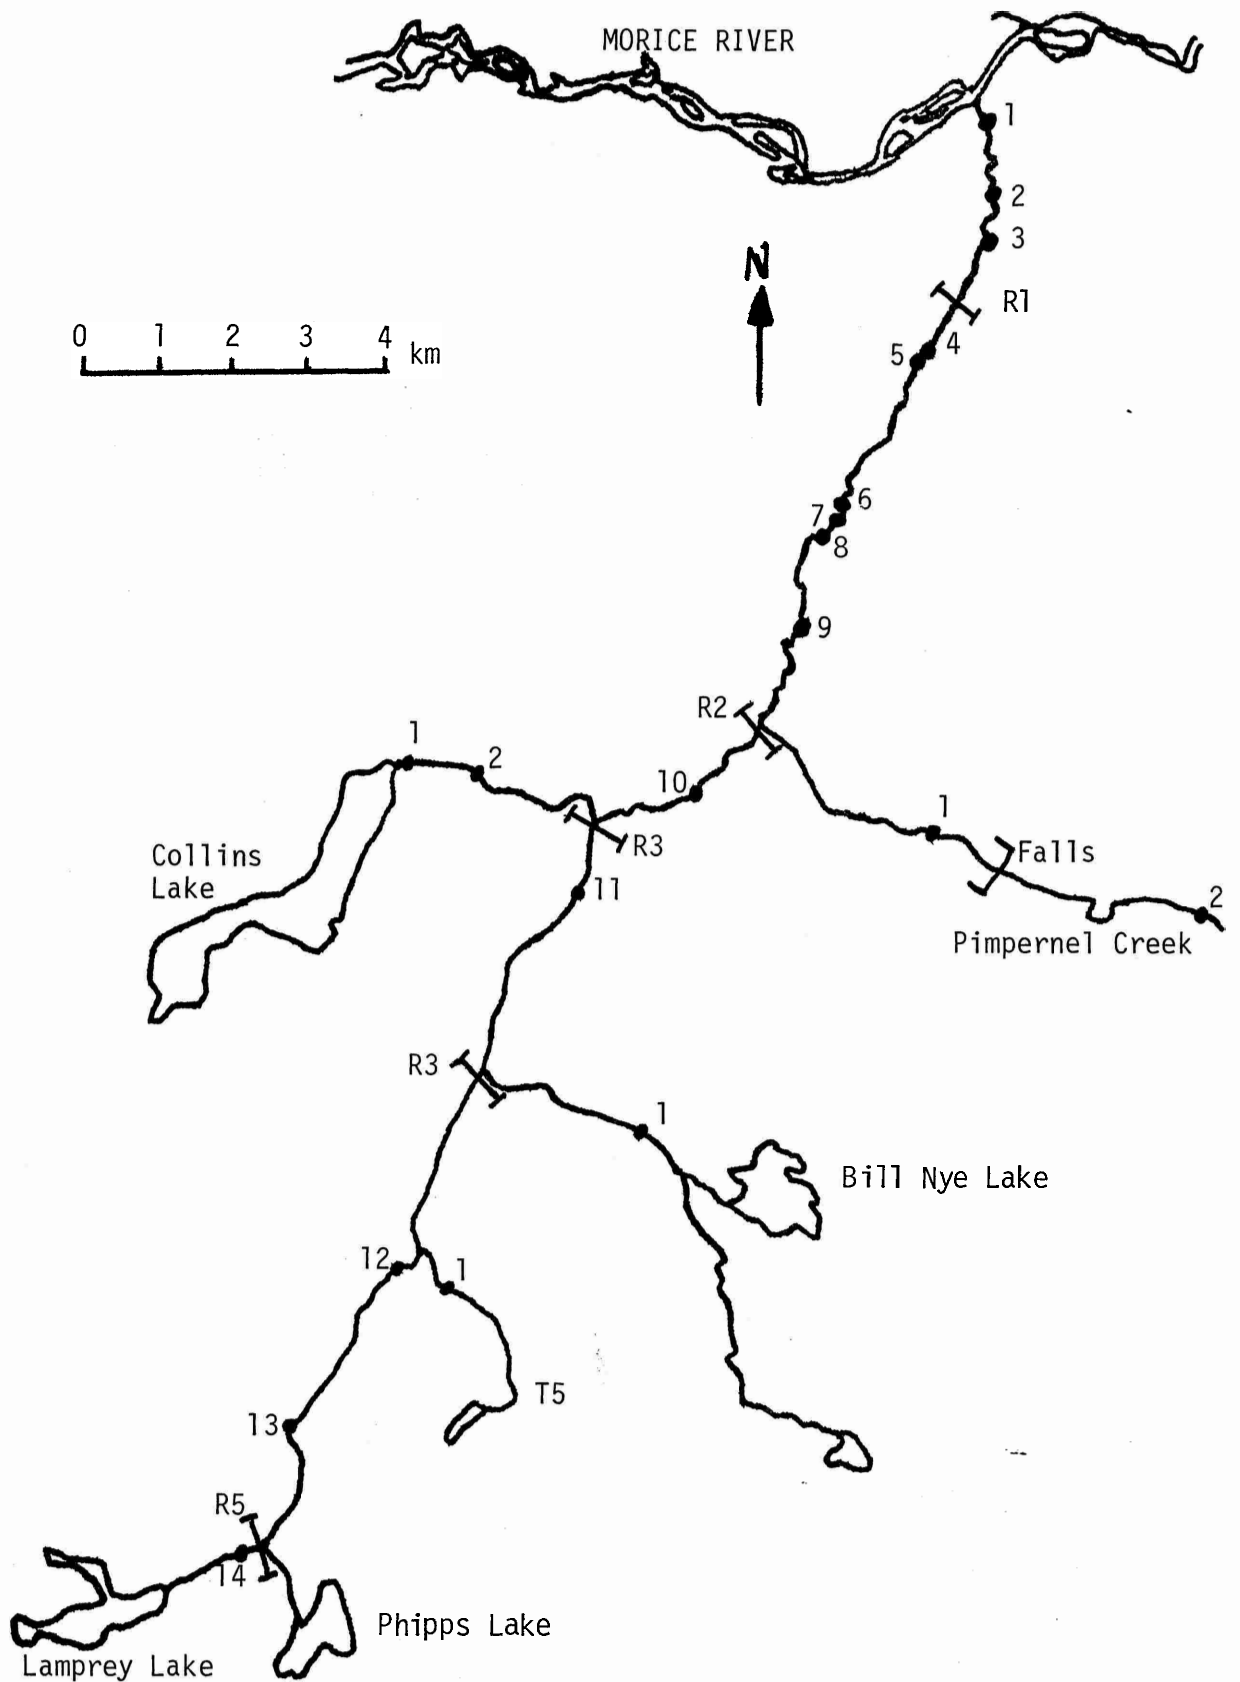 MORICE RIVER
1
2
3
N
R1
0 1 2 3 4 km
4
5
6
7
8
9
R2
1
2
10
1
R3
Falls
Collins
Lake
11
2
Pimpernel Creek
R3
1
Bill Nye Lake
12
1
T5
13
R5
14
Phipps Lake
Lamprey Lake